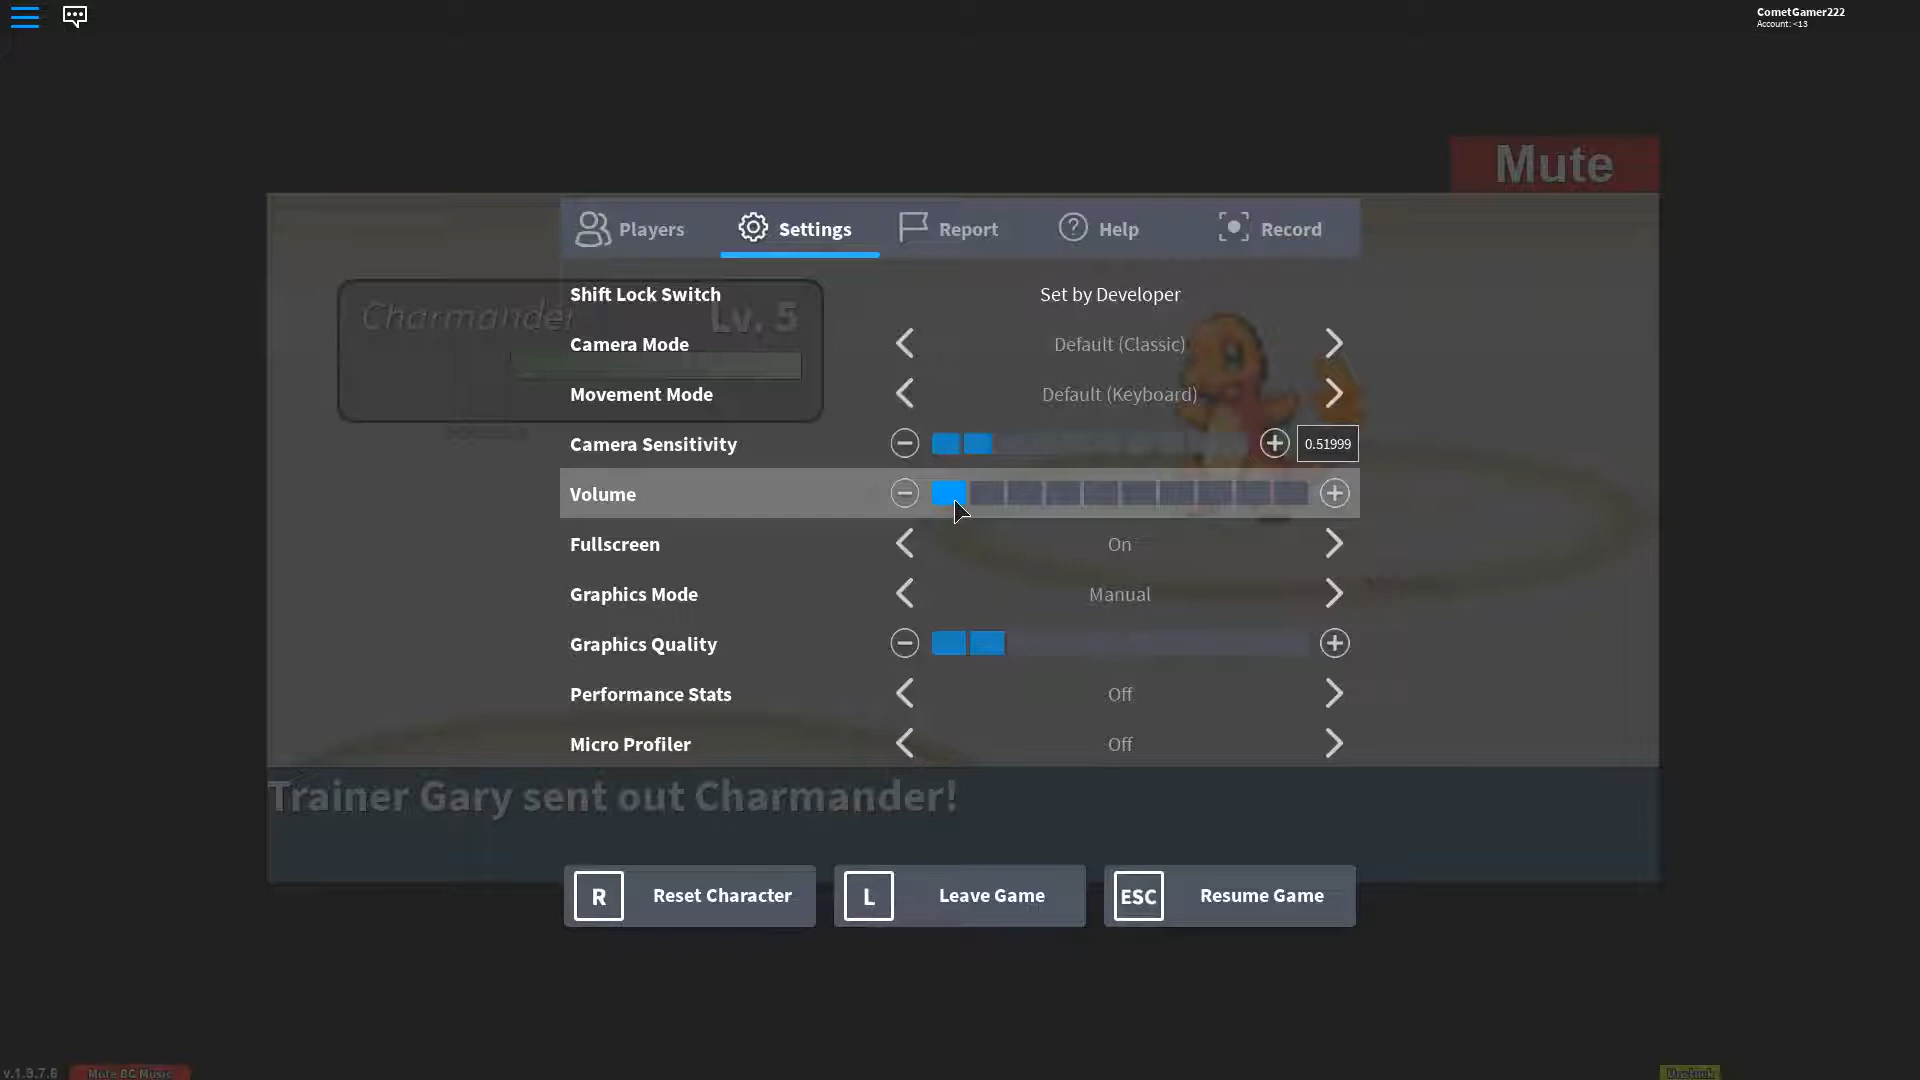 CometGamer222
Account: <13
Mute
Players Settings Report Help Record
Shift Lock Switch Set by Developer
Charmander Lv. 5
Camera Mode Default (Classic)
Movement Mode Default (Keyboard)
Camera Sensitivity 0.51999
Volume
Fullscreen On
Graphics Mode Manual
Graphics Quality
Performance Stats Off
Micro Profiler Off
Trainer Gary sent out Charmander!
R Reset Character L Leave Game ESC Resume Game
v.1.9.7.6 Mute BG Music